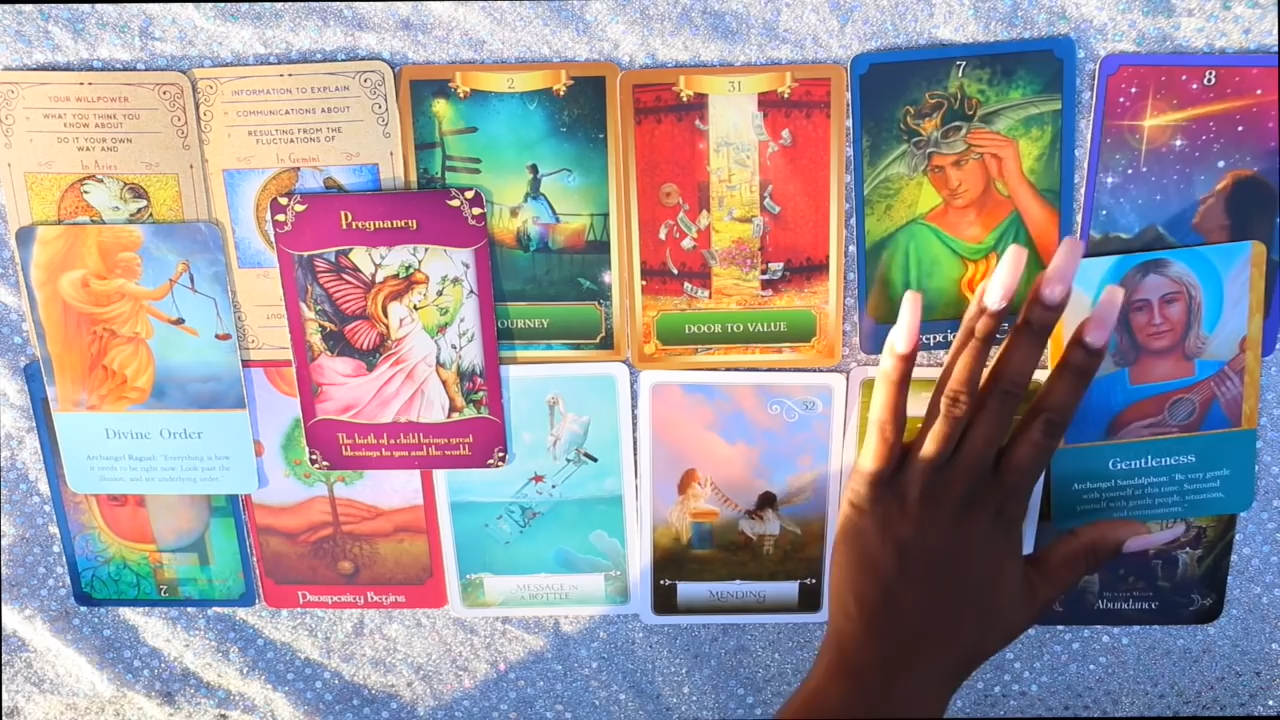 YOUR WILLPOWER
WHAT YOU THINK YOU
KNOW ABOUT
DO IT YOUR OWN
WAY AND
In Aries
INFORMATION TO EXPLAIN
COMMUNICATIONS ABOUT
RESULTING FROM THE
FLUCTUATIONS OF
In Gemini
2
OURNEY
31
DOOR TO VALUE
7
8
Divine Order
Archangel Raguel: "Everything is how
it needs to be right now. Look past the
illusion, and see underlying order."
Pregnancy
The birth of a child brings great
blessings to you and the world.
Gentleness
Archangel Sandalphon: "Be very gentle
with yourself at this time. Surround
yourself with gentle people, situations,
and environments."
2
Prosperity Begins
MESSAGE IN
A BOTTLE
52
MENDING
Abundance